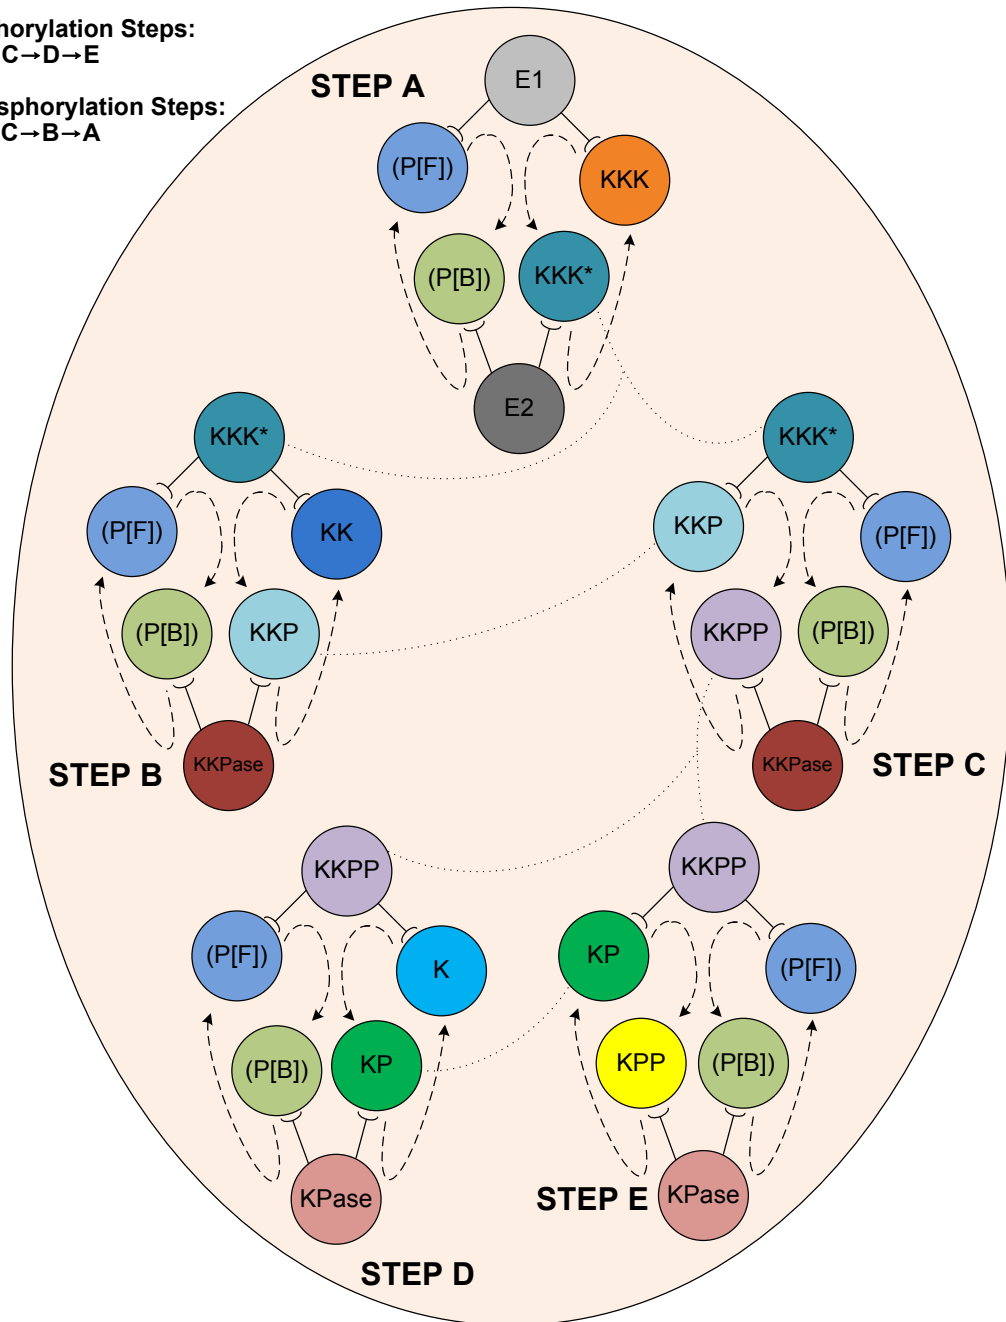 horylation Steps:
C→D→E
sphorylation Steps:
C→B→A
STEP A
E1
(P[F])
KKK
(P[B])
KKK*
E2
KKK*
(P[F])
KK
(P[B])
KKP
KKPase
STEP B
KKK*
KKP
(P[F])
KKPP
(P[B])
KKPase
STEP C
KKPP
(P[F])
K
(P[B])
KP
KPase
STEP D
KKPP
KP
(P[F])
KPP
(P[B])
KPase
STEP E